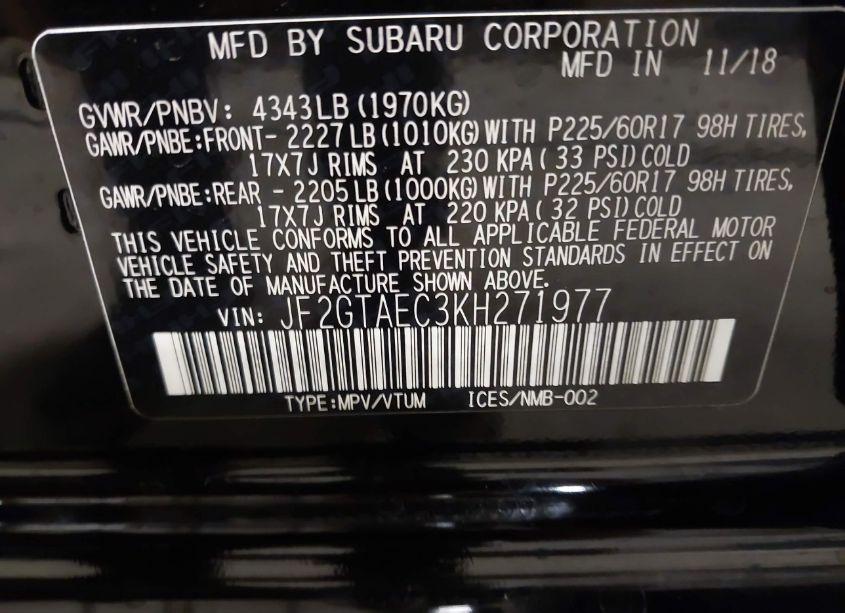 MFD BY SUBARU CORPORATION
MFD IN 11/18
GVWR/PNBV: 4343LB (1970KG)
GAWR/PNBE:FRONT- 2227 LB (1010KG) WITH P225/60R17 98H TIRES,
17X7J RIMS AT 230 KPA ( 33 PSI) COLD
GAWR/PNBE:REAR - 2205 LB (1000KG) WITH P225/60R17 98H TIRES,
17X7J RIMS AT 220 KPA ( 32 PSI) COLD
THIS VEHICLE CONFORMS TO ALL APPLICABLE FEDERAL MOTOR
VEHICLE SAFETY AND THEFT PREVENTION STANDARDS IN EFFECT ON
THE DATE OF MANUFACTURE SHOWN ABOVE.
VIN: JF2GTAEC3KH271977
TYPE:MPV/VTUM ICES/NMB-002